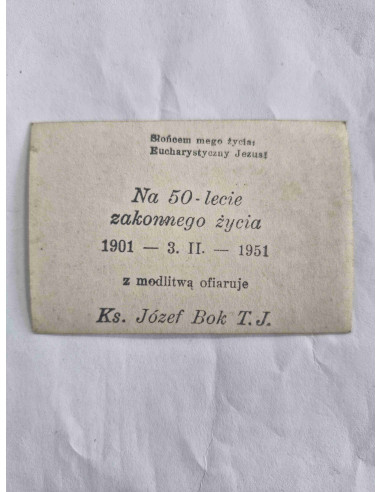 Słońcem mego życia:
Eucharystyczny Jezus!
Na 50-lecie
zakonnego życia
1901 — 3. II. — 1951
z modlitwą ofiaruje
Ks. Józef Bok T. J.